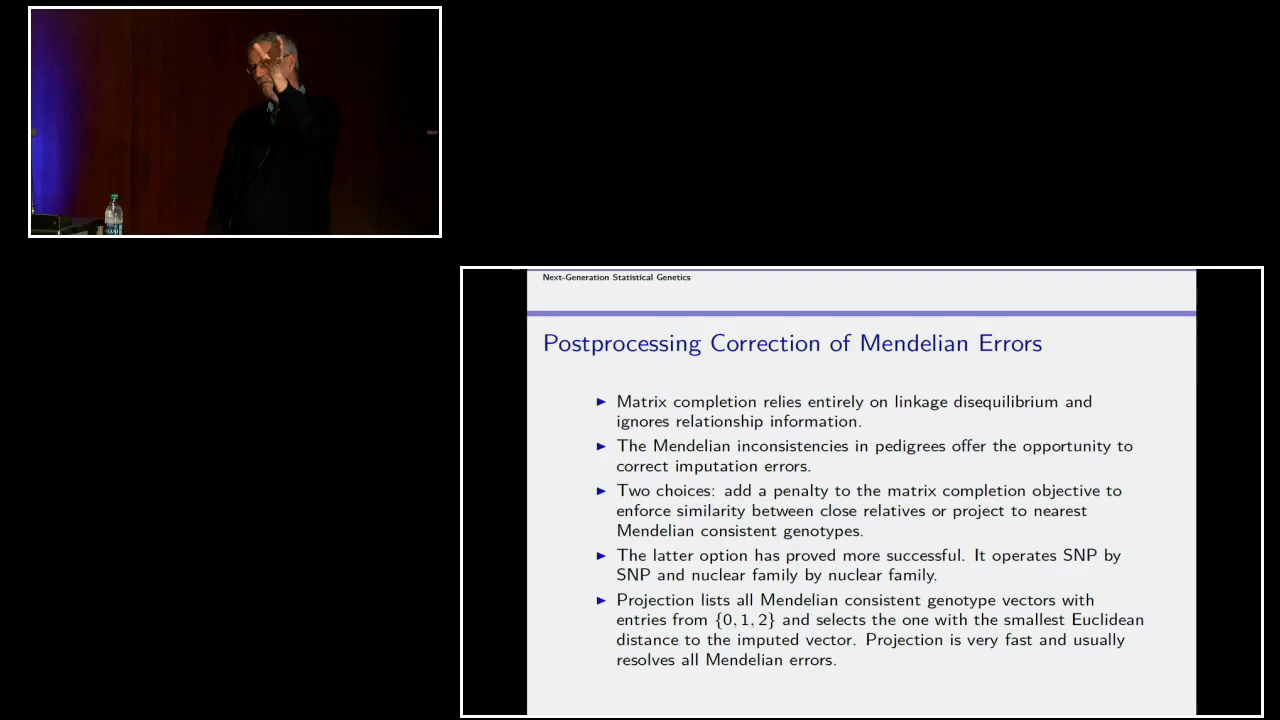 Next-Generation Statistical Genetics
Postprocessing Correction of Mendelian Errors
▶ Matrix completion relies entirely on linkage disequilibrium and
ignores relationship information.
▶ The Mendelian inconsistencies in pedigrees offer the opportunity to
correct imputation errors.
▶ Two choices: add a penalty to the matrix completion objective to
enforce similarity between close relatives or project to nearest
Mendelian consistent genotypes.
▶ The latter option has proved more successful. It operates SNP by
SNP and nuclear family by nuclear family.
▶ Projection lists all Mendelian consistent genotype vectors with
entries from {0, 1, 2} and selects the one with the smallest Euclidean
distance to the imputed vector. Projection is very fast and usually
resolves all Mendelian errors.